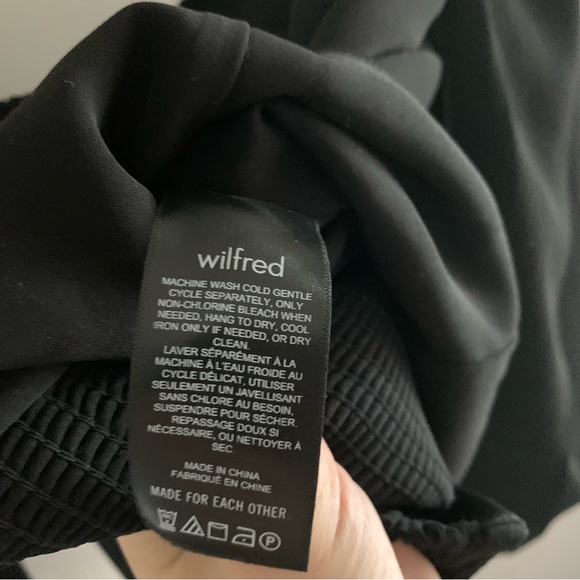 wilfred
MACHINE WASH COLD GENTLE
CYCLE SEPARATELY, ONLY
NON-CHLORINE BLEACH WHEN
NEEDED, HANG TO DRY, COOL
IRON ONLY IF NEEDED, OR DRY
CLEAN.
LAVER SÉPARÉMENT À LA
MACHINE À L'EAU FROIDE AU
CYCLE DÉLICAT, UTILISER
SEULEMENT UN JAVELLISANT
SANS CHLORE AU BESOIN,
SUSPENDRE POUR SÉCHER.
REPASSAGE DOUX SI
NÉCESSAIRE, OU NETTOYER À
SEC.
MADE IN CHINA
FABRIQUÉ EN CHINE
MADE FOR EACH OTHER.
P